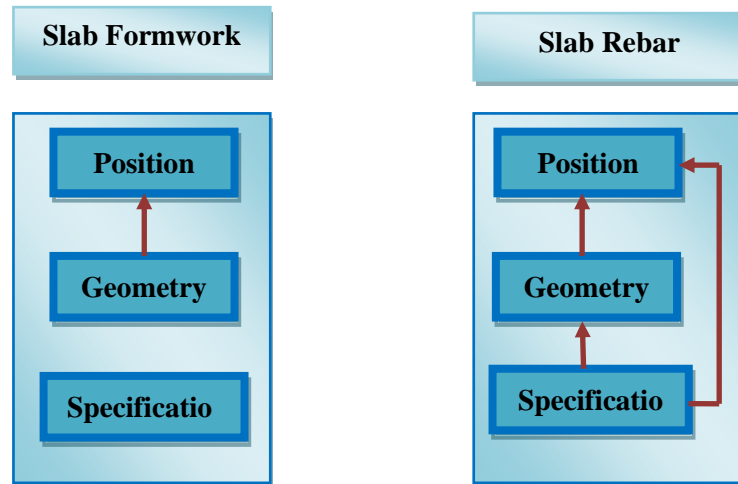 Slab Formwork
Position
Geometry
Specificatio
Slab Rebar
Position
Geometry
Specificatio